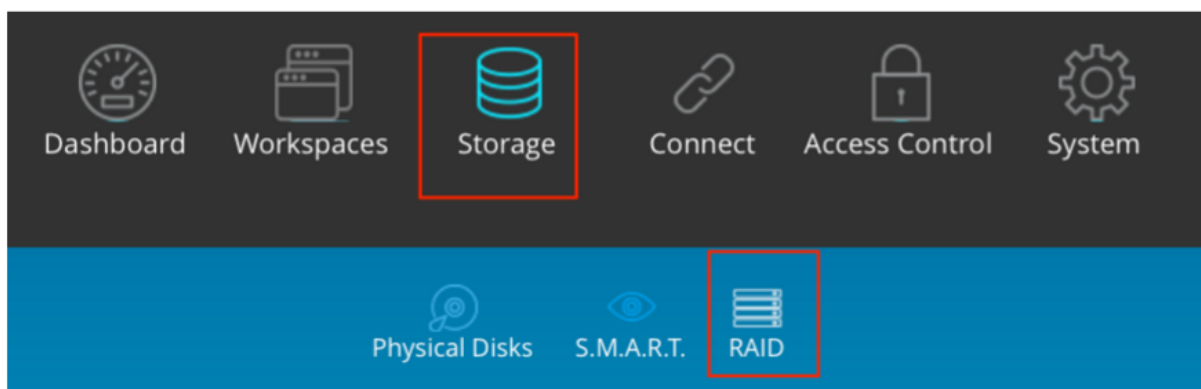 Dashboard Workspaces Storage Connect Access Control System
Physical Disks S.M.A.R.T. RAID